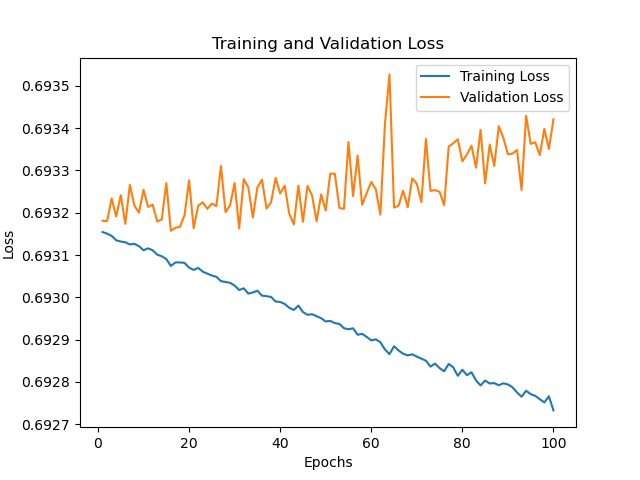 Training and Validation Loss
Training Loss
Validation Loss
0.6935
0.6934
0.6933
0.6932
0.6931
0.6930
0.6929
0.6928
0.6927
Loss
0 20 40 60 80 100
Epochs